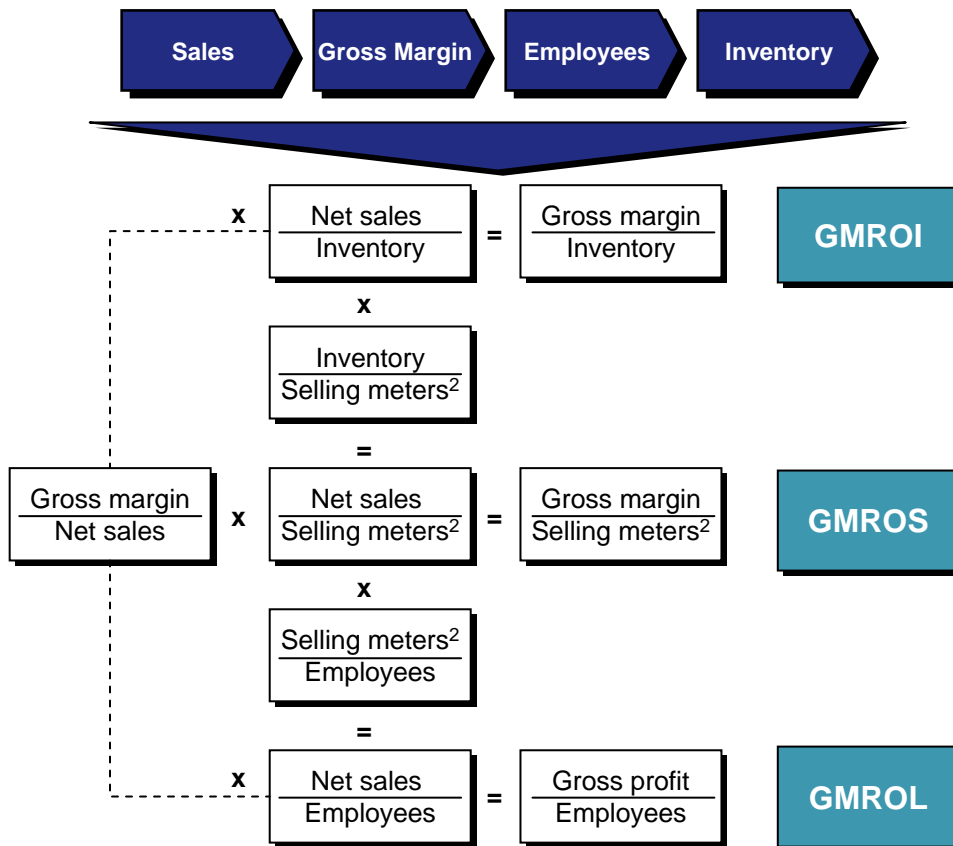 Sales
Gross Margin
Employees
Inventory
x
Net sales
Inventory
=
Gross margin
Inventory
GMROI
x
Inventory
Selling meters²
=
Gross margin
Net sales
x
Net sales
Selling meters²
=
Gross margin
Selling meters²
GMROS
x
Selling meters²
Employees
=
x
Net sales
Employees
=
Gross profit
Employees
GMROL